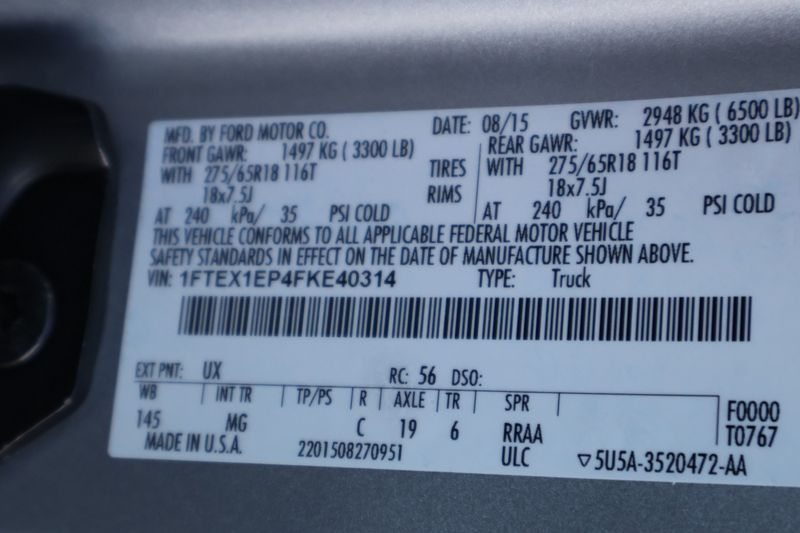 MFD. BY FORD MOTOR CO. DATE: 08/15 GVWR: 2948 KG ( 6500 LB)
FRONT GAWR: 1497 KG ( 3300 LB) REAR GAWR: 1497 KG ( 3300 LB)
WITH 275/65R18 116T TIRES WITH 275/65R18 116T
18x7.5J RIMS 18x7.5J
AT 240 kPa/ 35 PSI COLD AT 240 kPa/ 35 PSI COLD
THIS VEHICLE CONFORMS TO ALL APPLICABLE FEDERAL MOTOR VEHICLE
SAFETY STANDARDS IN EFFECT ON THE DATE OF MANUFACTURE SHOWN ABOVE.
VIN: 1FTEX1EP4FKE40314 TYPE: Truck
EXT PNT: UX RC: 56 DSO:
WB INT TR TP/PS R AXLE TR SPR F0000
145 MG C 19 6 RRAA T0767
MADE IN U.S.A. 2201508270951 ULC ▽5U5A-3520472-AA